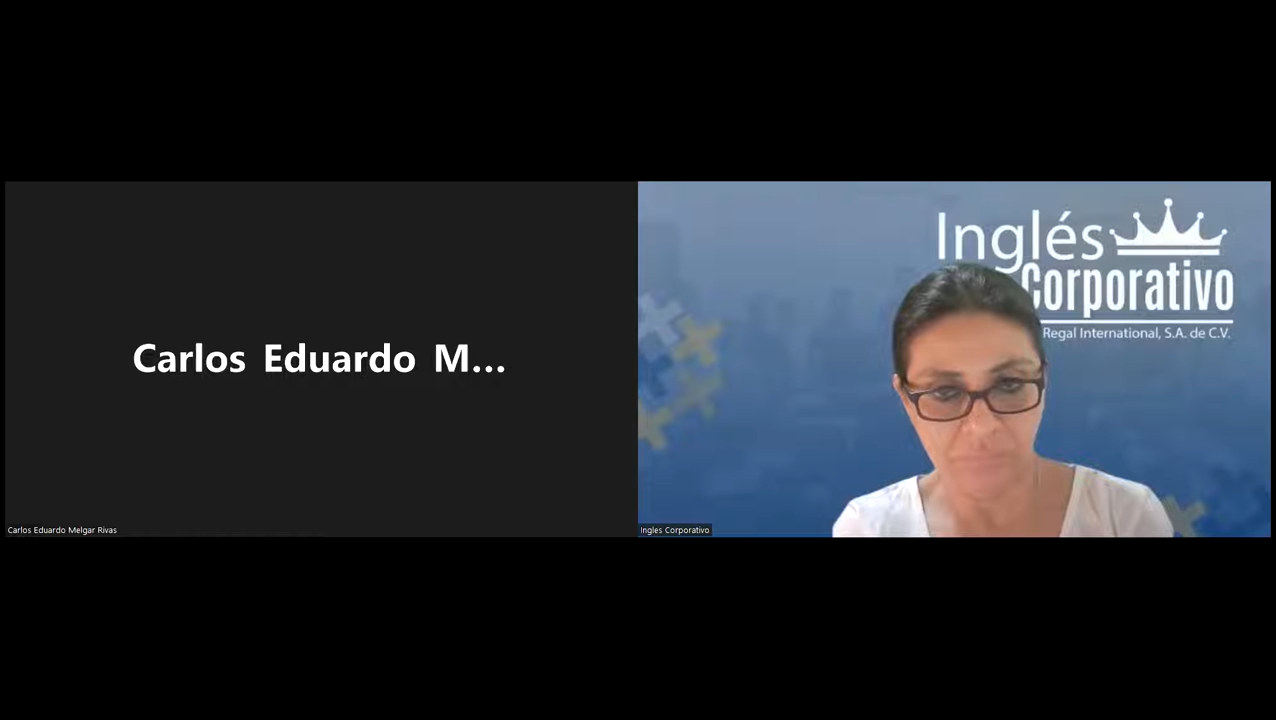 Carlos Eduardo M...
Carlos Eduardo Melgar Rivas
Inglés
Corporativo
Regal International, S.A. de C.V.
Ingles Corporativo